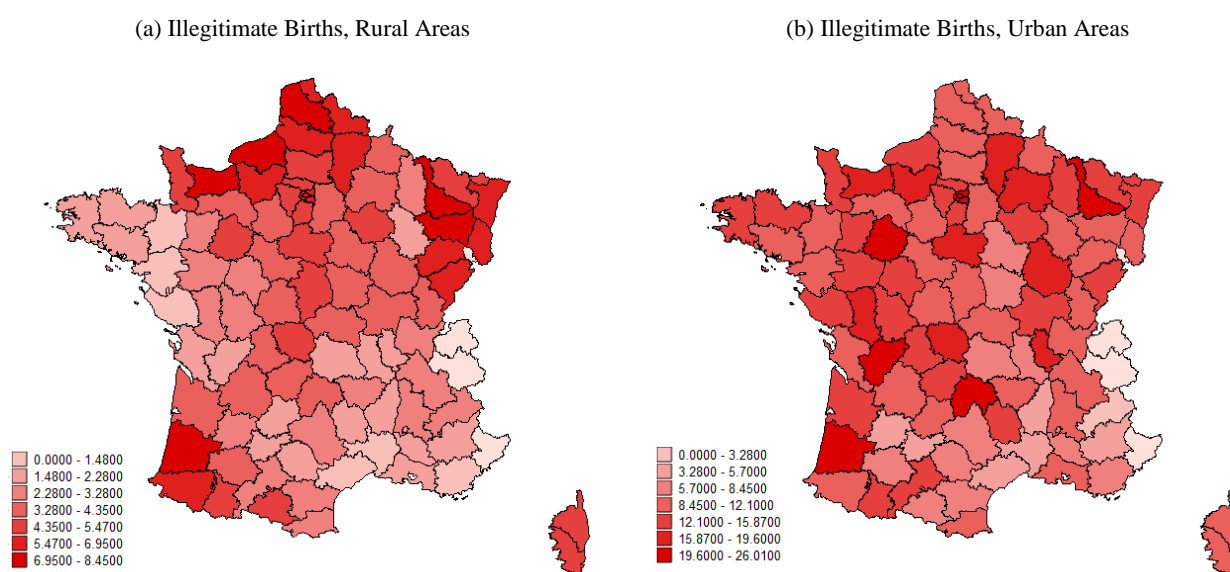 (a) Illegitimate Births, Rural Areas
(b) Illegitimate Births, Urban Areas
0.0000 - 1.4800
1.4800 - 2.2800
2.2800 - 3.2800
3.2800 - 4.3500
4.3500 - 5.4700
5.4700 - 6.9500
6.9500 - 8.4500
0.0000 - 3.2800
3.2800 - 5.7000
5.7000 - 8.4500
8.4500 - 12.1000
12.1000 - 15.8700
15.8700 - 19.6000
19.6000 - 26.0100